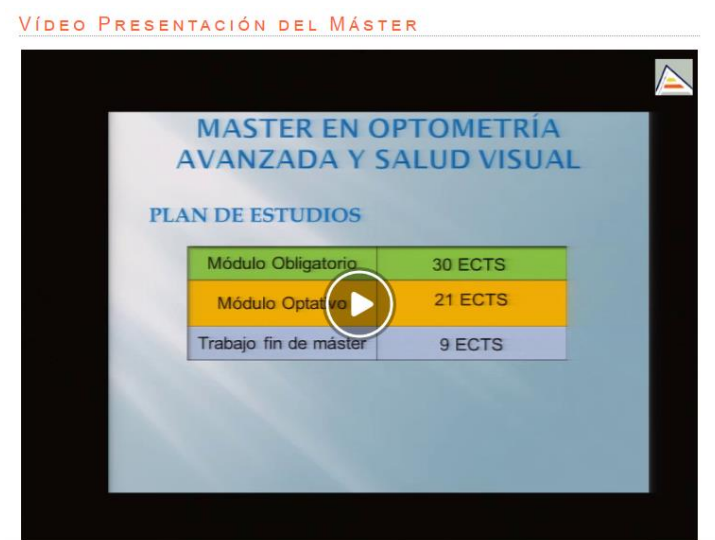 Vídeo Presentación del Máster
MASTER EN OPTOMETRÍA
AVANZADA Y SALUD VISUAL
PLAN DE ESTUDIOS
Módulo Obligatorio 30 ECTS
Módulo Optativo 21 ECTS
Trabajo fin de máster 9 ECTS